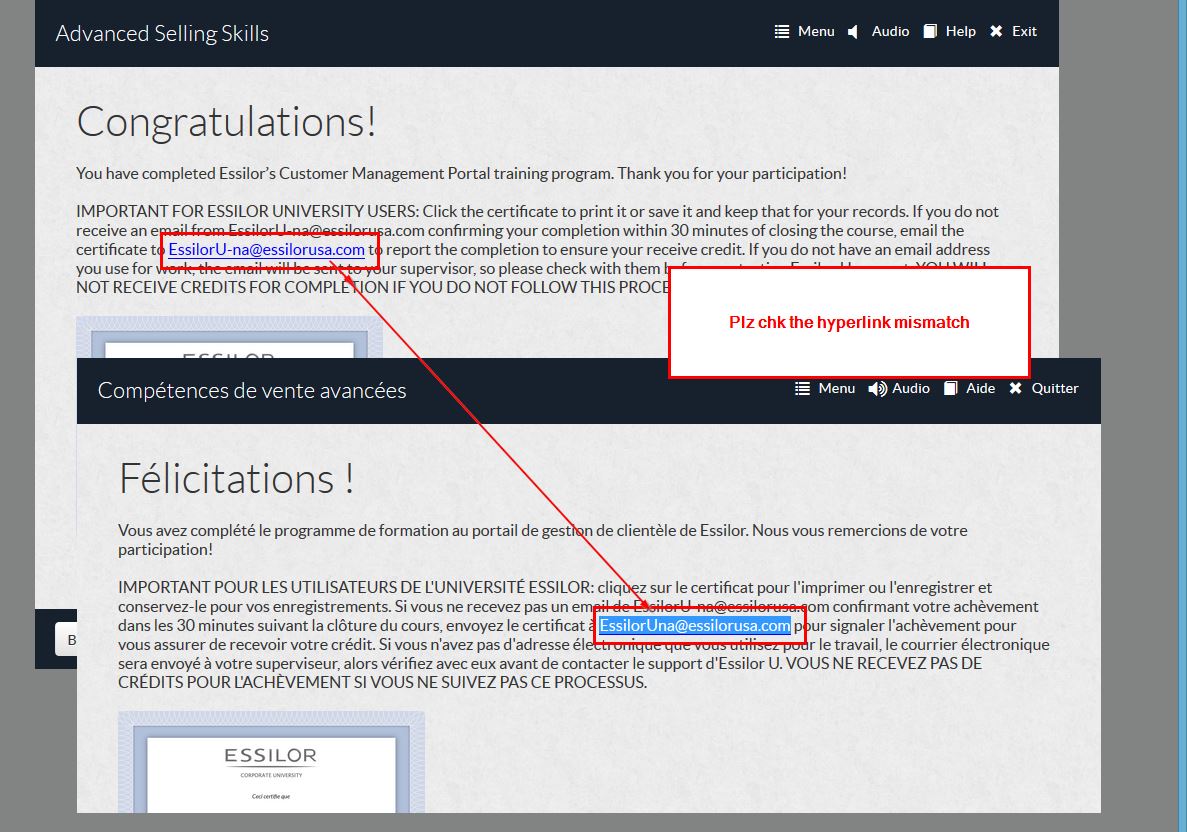 Advanced Selling Skills
Menu Audio Help Exit
Congratulations!
You have completed Essilor’s Customer Management Portal training program. Thank you for your participation!
IMPORTANT FOR ESSILOR UNIVERSITY USERS: Click the certificate to print it or save it and keep that for your records. If you do not
receive an email from EssilorU-na@essilorusa.com confirming your completion within 30 minutes of closing the course, email the
certificate to EssilorU-na@essilorusa.com to report the completion to ensure your receive credit. If you do not have an email address
you use for work, the email will be sent to your supervisor, so please check with them
NOT RECEIVE CREDITS FOR COMPLETION IF YOU DO NOT FOLLOW THIS
Plz chk the hyperlink mismatch
ESSILOR
Compétences de vente avancées
Menu Audio Aide Quitter
Félicitations !
Vous avez complété le programme de formation au portail de gestion de clientèle de Essilor. Nous vous remercions de votre
participation!
IMPORTANT POUR LES UTILISATEURS DE L'UNIVERSITÉ ESSILOR: cliquez sur le certificat pour l'imprimer ou l'enregistrer et
conservez-le pour vos enregistrements. Si vous ne recevez pas un email de EssilorU-na@essilorusa.com confirmant votre achèvement
dans les 30 minutes suivant la clôture du cours, envoyez le certificat à EssilorUna@essilorusa.com pour signaler l'achèvement pour
vous assurer de recevoir votre crédit. Si vous n'avez pas d'adresse électronique que vous utilisez pour le travail, le courrier électronique
sera envoyé à votre superviseur, alors vérifiez avec eux avant de contacter le support d'Essilor U. VOUS NE RECEVEZ PAS DE
CRÉDITS POUR L'ACHÈVEMENT SI VOUS NE SUIVEZ PAS CE PROCESSUS.
B
ESSILOR
CORPORATE UNIVERSITY
Ceci certifie que